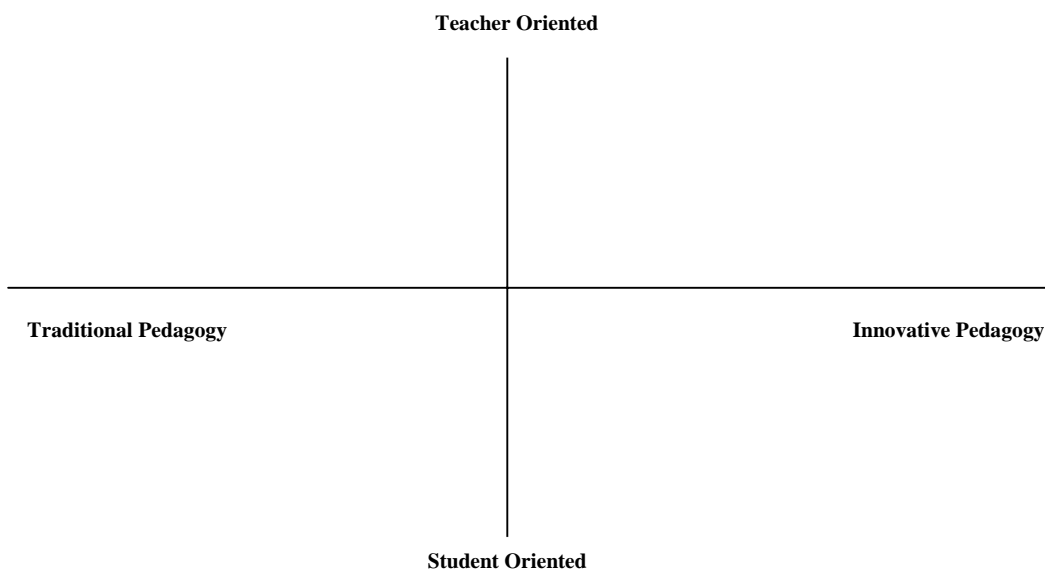 Teacher Oriented
Traditional Pedagogy
Innovative Pedagogy
Student Oriented